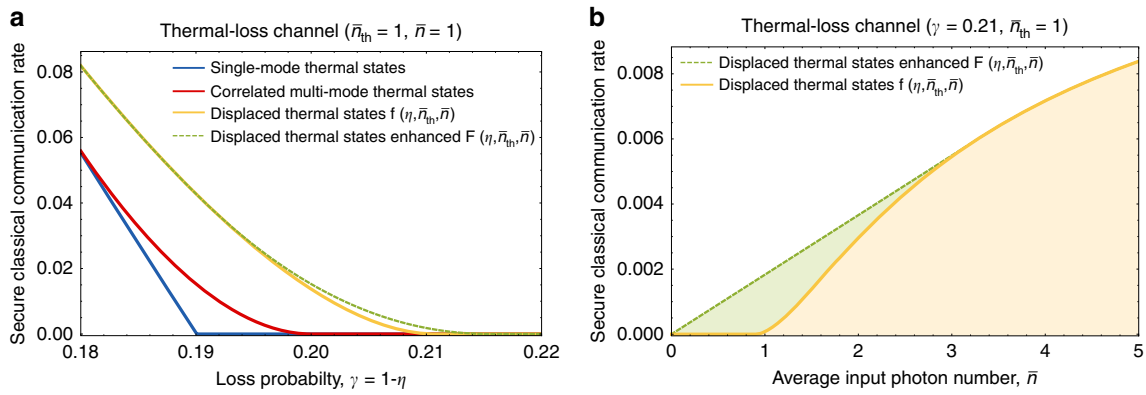 a
Thermal-loss channel (n̄th = 1, n̄ = 1)
Secure classical communication rate
0.08
0.06
0.04
0.02
0.00
Single-mode thermal states
Correlated multi-mode thermal states
Displaced thermal states f (η,n̄th,n̄)
Displaced thermal states enhanced F (η,n̄th,n̄)
0.18 0.19 0.20 0.21 0.22
Loss probabilty, γ = 1-η
b
Thermal-loss channel (γ = 0.21, n̄th = 1)
Secure classical communication rate
0.008
0.006
0.004
0.002
0.000
Displaced thermal states enhanced F (η,n̄th,n̄)
Displaced thermal states f (η,n̄th,n̄)
0 1 2 3 4 5
Average input photon number, n̄